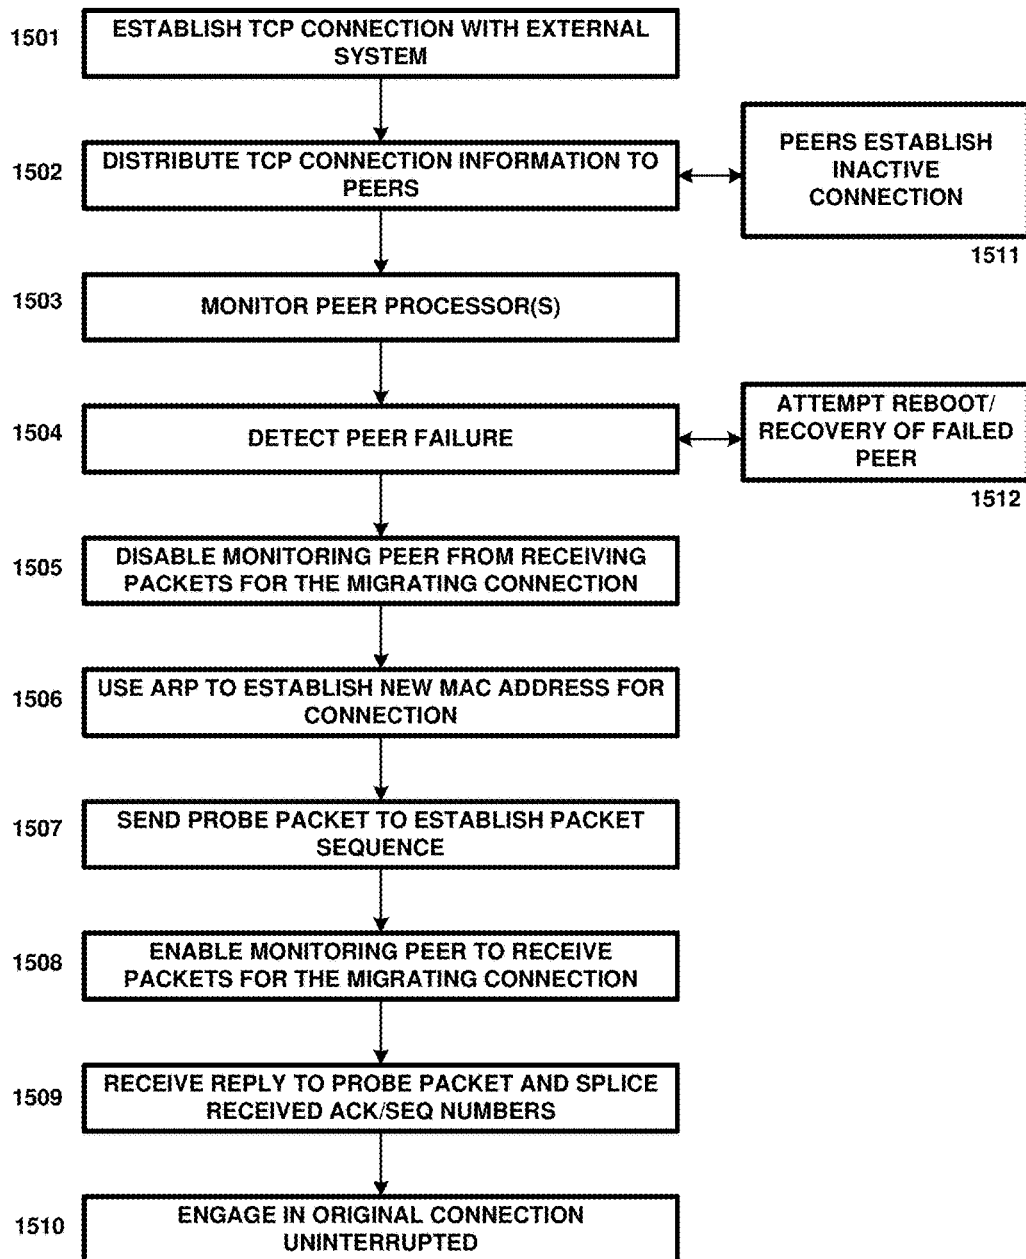 1501
ESTABLISH TCP CONNECTION WITH EXTERNAL
SYSTEM
1502
DISTRIBUTE TCP CONNECTION INFORMATION TO
PEERS
PEERS ESTABLISH
INACTIVE
CONNECTION
1511
1503
MONITOR PEER PROCESSOR(S)
1504
DETECT PEER FAILURE
ATTEMPT REBOOT/
RECOVERY OF FAILED
PEER
1512
1505
DISABLE MONITORING PEER FROM RECEIVING
PACKETS FOR THE MIGRATING CONNECTION
1506
USE ARP TO ESTABLISH NEW MAC ADDRESS FOR
CONNECTION
1507
SEND PROBE PACKET TO ESTABLISH PACKET
SEQUENCE
1508
ENABLE MONITORING PEER TO RECEIVE
PACKETS FOR THE MIGRATING CONNECTION
1509
RECEIVE REPLY TO PROBE PACKET AND SPLICE
RECEIVED ACK/SEQ NUMBERS
1510
ENGAGE IN ORIGINAL CONNECTION
UNINTERRUPTED